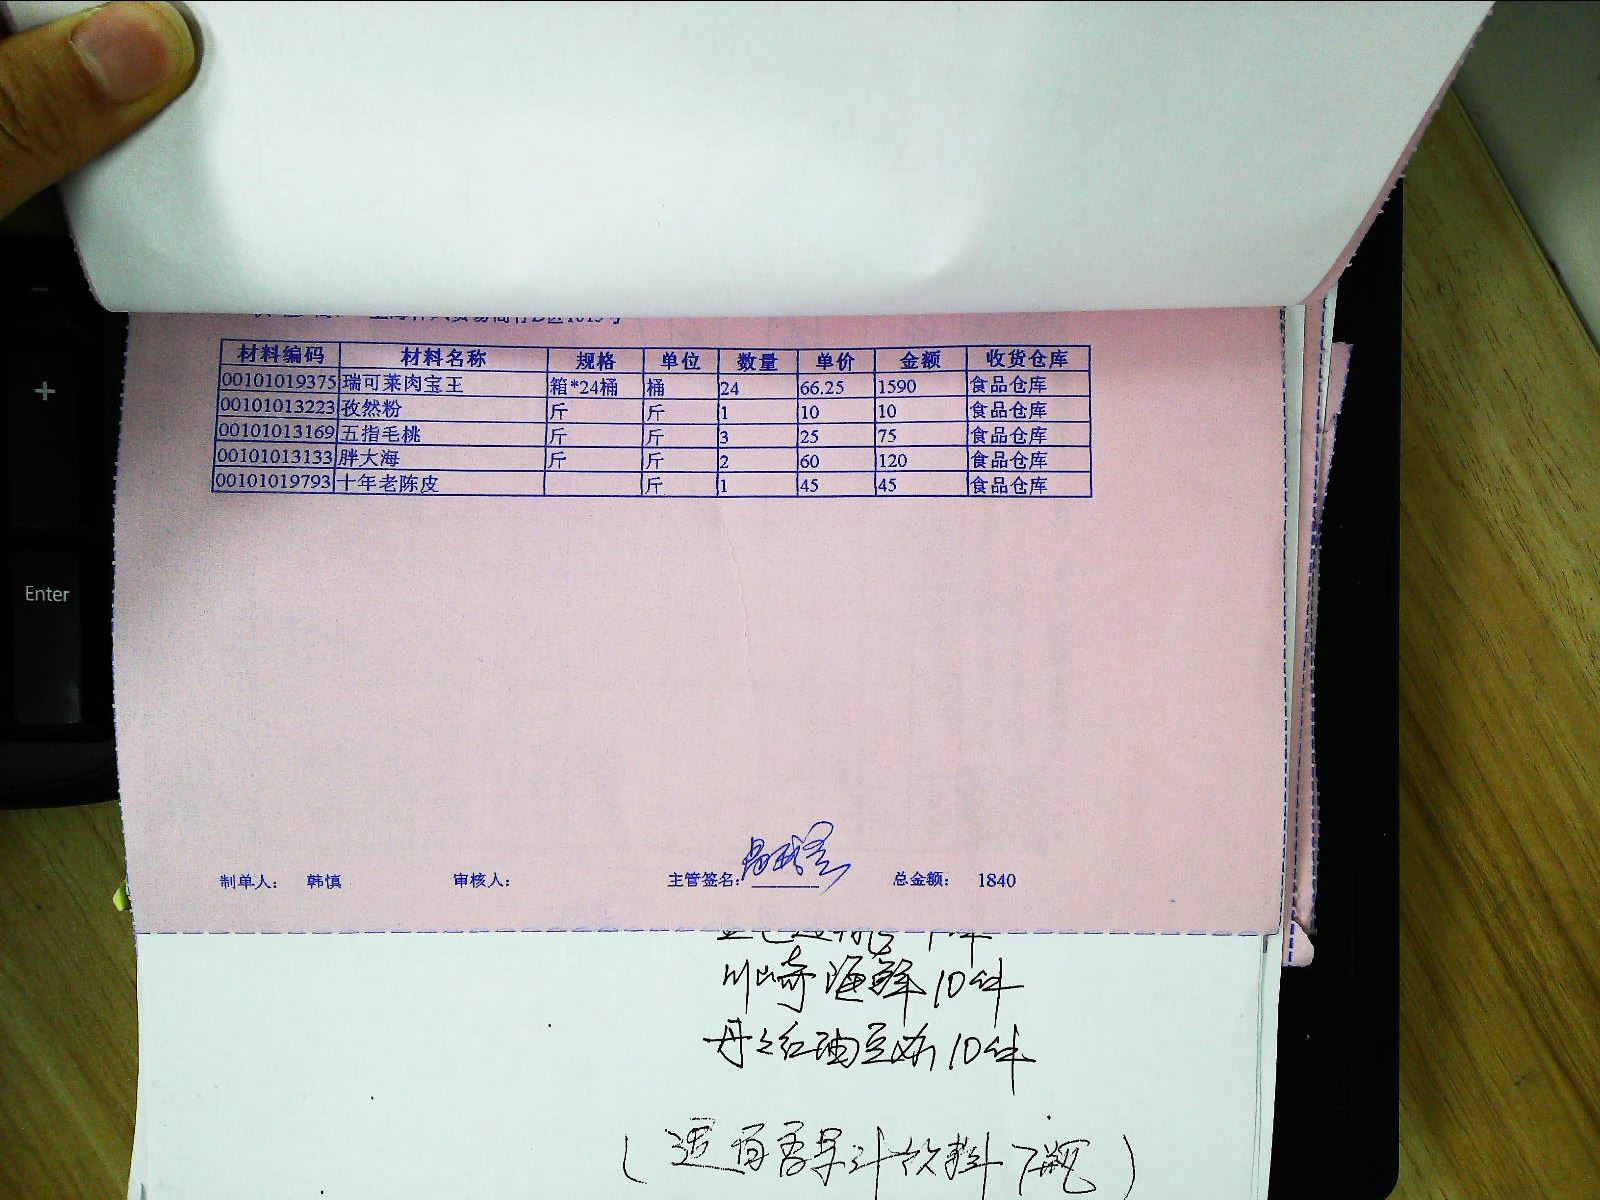 材料编码 材料名称 规格 单位 数量 单价 金额 收货仓库
00101019375 瑞可莱肉宝王 箱*24桶 桶 24 66.25 1590 食品仓库
00101013223 孜然粉 斤 斤 1 10 10 食品仓库
00101013169 五指毛桃 斤 斤 3 25 75 食品仓库
00101013133 胖大海 斤 斤 2 60 120 食品仓库
00101019793 十年老陈皮 斤 1 45 45 食品仓库
制单人: 韩慎 审核人: 主管签名: 总金额: 1840
川崎海鲜10件
丹丹红油豆瓣10件
果汁饮料
Enter
+